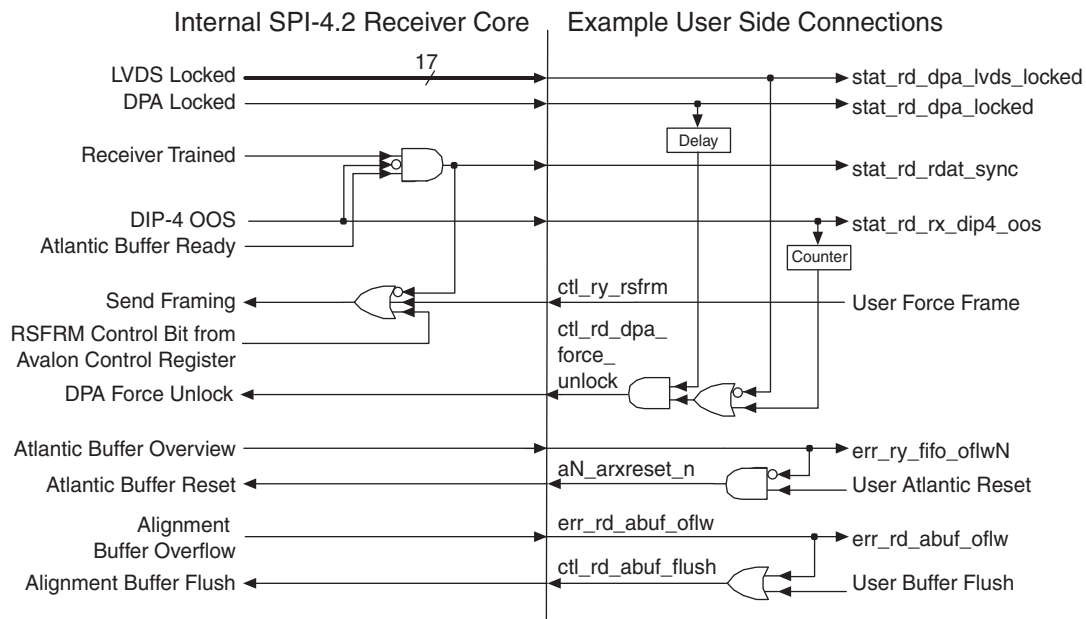 Internal SPI-4.2 Receiver Core
Example User Side Connections
17
LVDS Locked
stat_rd_dpa_lvds_locked
DPA Locked
stat_rd_dpa_locked
Delay
Receiver Trained
stat_rd_rdat_sync
DIP-4 OOS
stat_rd_rx_dip4_oos
Atlantic Buffer Ready
Counter
ctl_ry_rsfrm
Send Framing
User Force Frame
RSFRM Control Bit from
Avalon Control Register
ctl_rd_dpa_
force_
unlock
DPA Force Unlock
Atlantic Buffer Overview
err_ry_fifo_oflwN
aN_arxreset_n
Atlantic Buffer Reset
User Atlantic Reset
Alignment
Buffer Overflow
err_rd_abuf_oflw
err_rd_abuf_oflw
ctl_rd_abuf_flush
Alignment Buffer Flush
User Buffer Flush